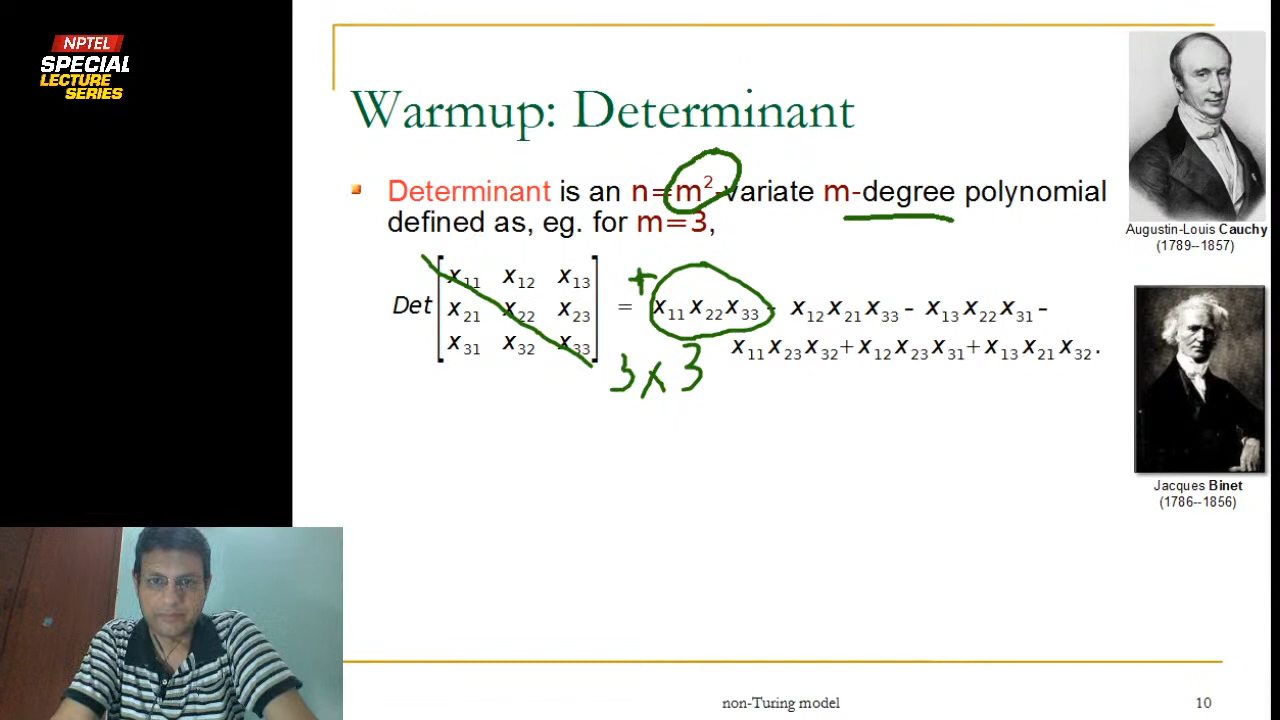 NPTEL
SPECIAL
LECTURE
SERIES
Warmup: Determinant
Determinant is an n=m²-variate m-degree polynomial
defined as, eg. for m=3,
Det [x₁₁ x₁₂ x₁₃
x₂₁ x₂₂ x₂₃
x₃₁ x₃₂ x₃₃] = + x₁₁x₂₂x₃₃ - x₁₂x₂₁x₃₃ - x₁₃x₂₂x₃₁ -
x₁₁x₂₃x₃₂+x₁₂x₂₃x₃₁+x₁₃x₂₁x₃₂.
3 x 3
Augustin-Louis Cauchy
(1789--1857)
Jacques Binet
(1786--1856)
non-Turing model
10